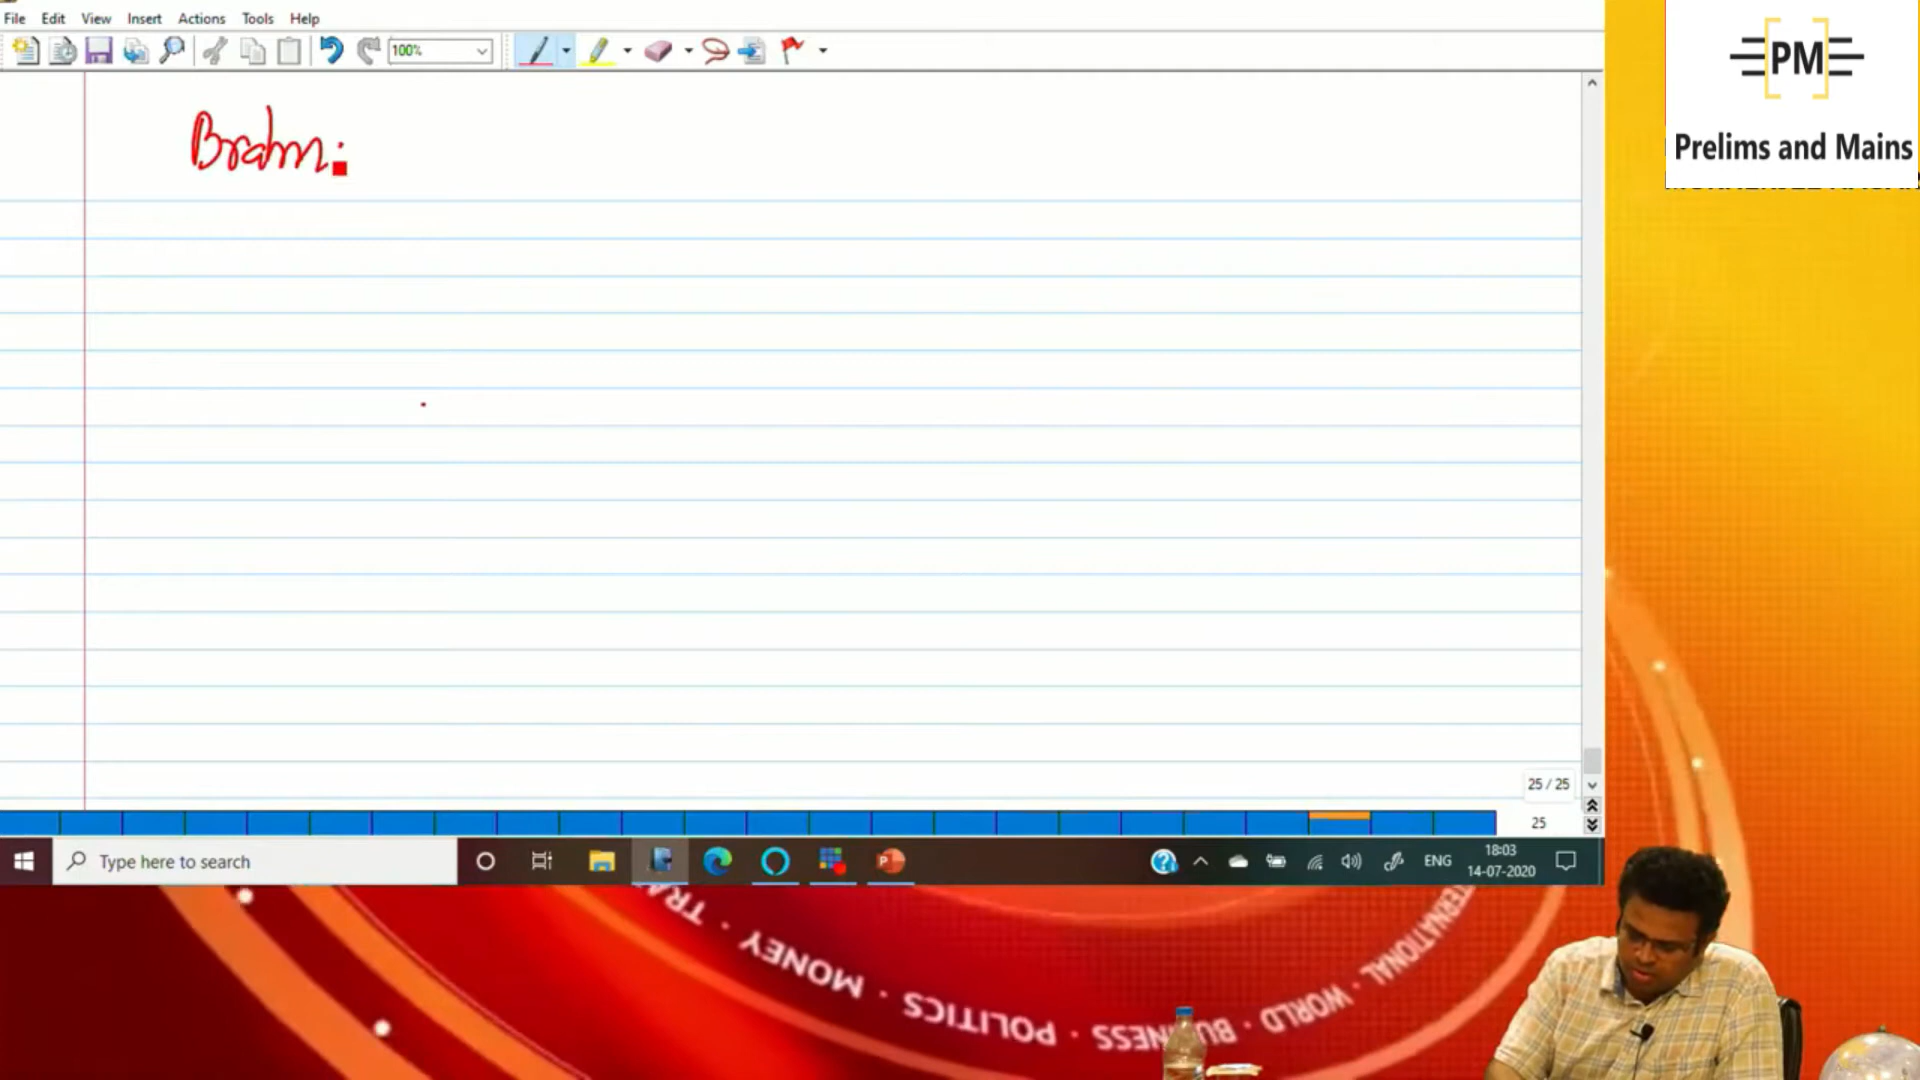 File Edit View Insert Actions Tools Help
100%
Brahm
25 / 25
25
Type here to search
ENG
18:03
14-07-2020
PM
Prelims and Mains
MONEY · POLITICS · BUSINESS · WORLD ·